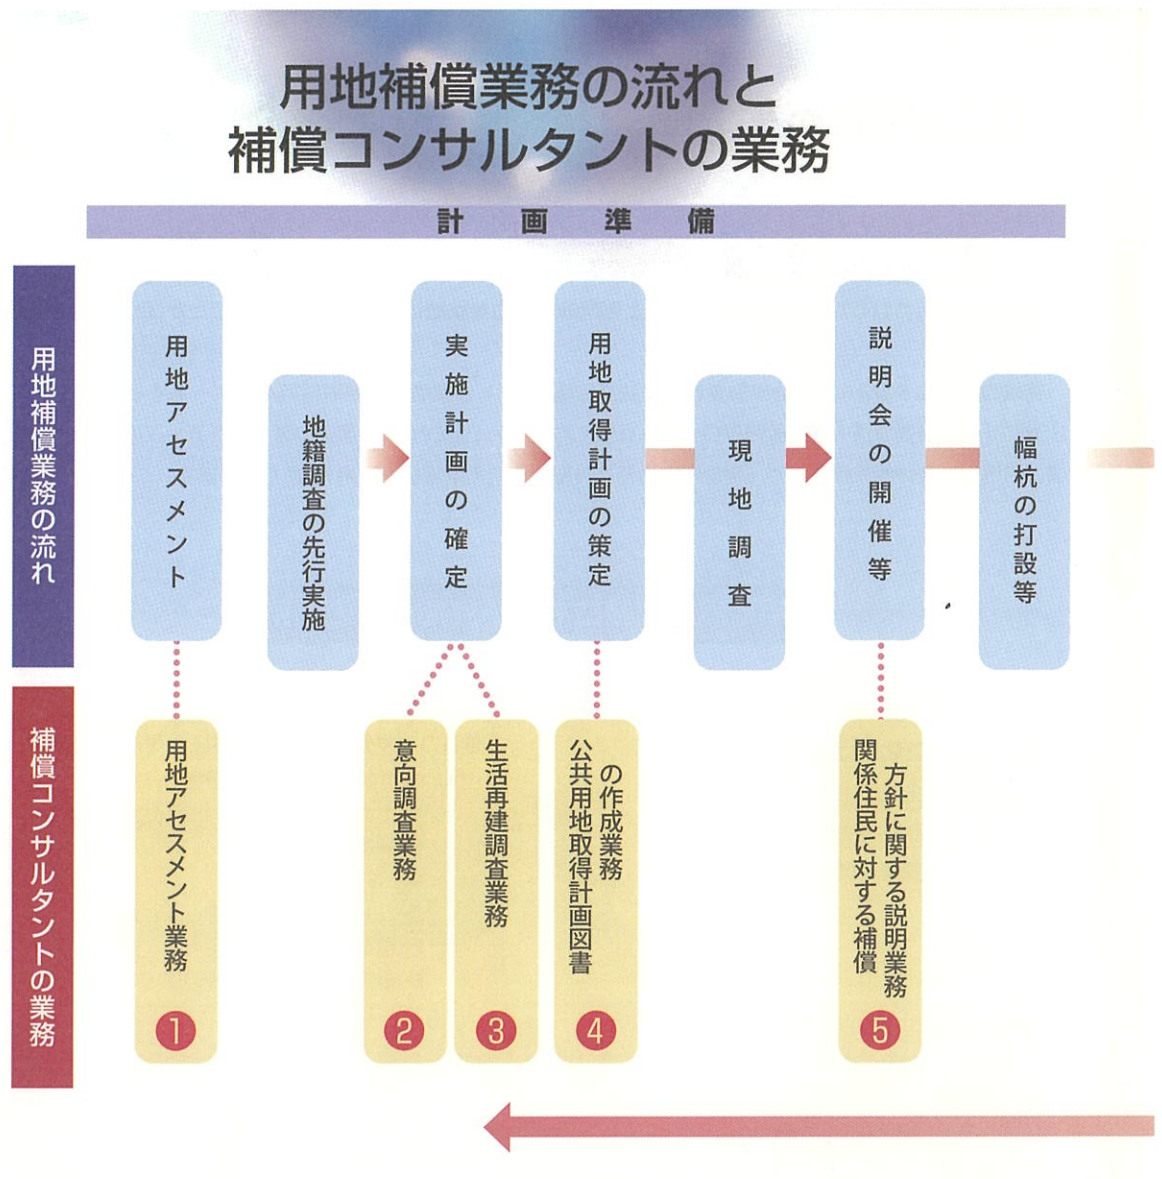 用地補償業務の流れと
補償コンサルタントの業務
計画準備
用地補償業務の流れ
用地アセスメント
地籍調査の先行実施
実施計画の確定
用地取得計画の策定
現地調査
説明会の開催等
幅杭の打設等
補償コンサルタントの業務
用地アセスメント業務
1
意向調査業務
2
生活再建調査業務
3
公共用地取得計画図書
の作成業務
4
関係住民に対する補償
方針に関する説明業務
5